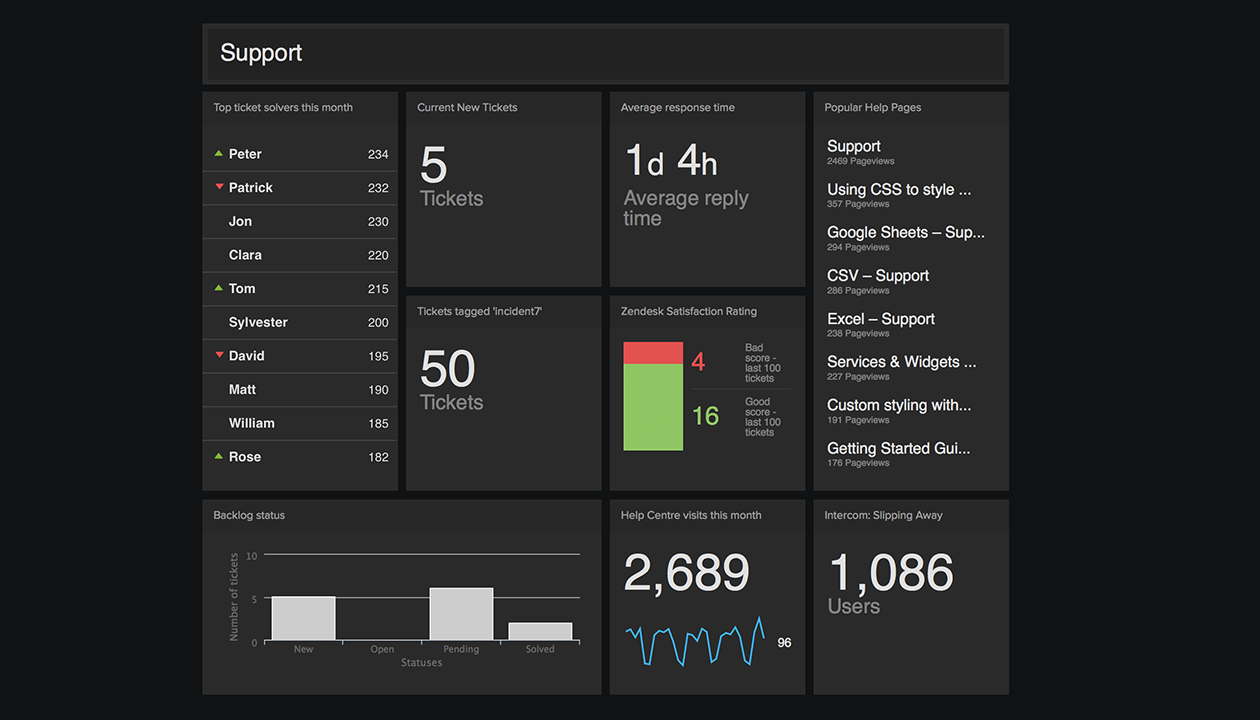 Support
Top ticket solvers this month
Peter 234
Patrick 232
Jon 230
Clara 220
Tom 215
Sylvester 200
David 195
Matt 190
William 185
Rose 182
Current New Tickets
5
Tickets
Average response time
1d 4h
Average reply
time
Tickets tagged 'incident7'
50
Tickets
Zendesk Satisfaction Rating
4
Bad
score -
last 100
tickets
16
Good
score -
last 100
tickets
Popular Help Pages
Support
2469 Pageviews
Using CSS to style ...
357 Pageviews
Google Sheets – Sup...
294 Pageviews
CSV – Support
286 Pageviews
Excel – Support
238 Pageviews
Services & Widgets ...
227 Pageviews
Custom styling with...
191 Pageviews
Getting Started Gui...
176 Pageviews
Backlog status
Number of tickets
10
5
0
New Open Pending Solved
Statuses
Help Centre visits this month
2,689
96
Intercom: Slipping Away
1,086
Users